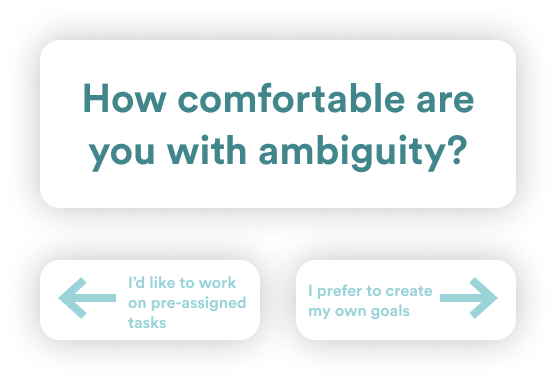 How comfortable are
you with ambiguity?
I'd like to work
on pre-assigned
tasks
I prefer to create
my own goals